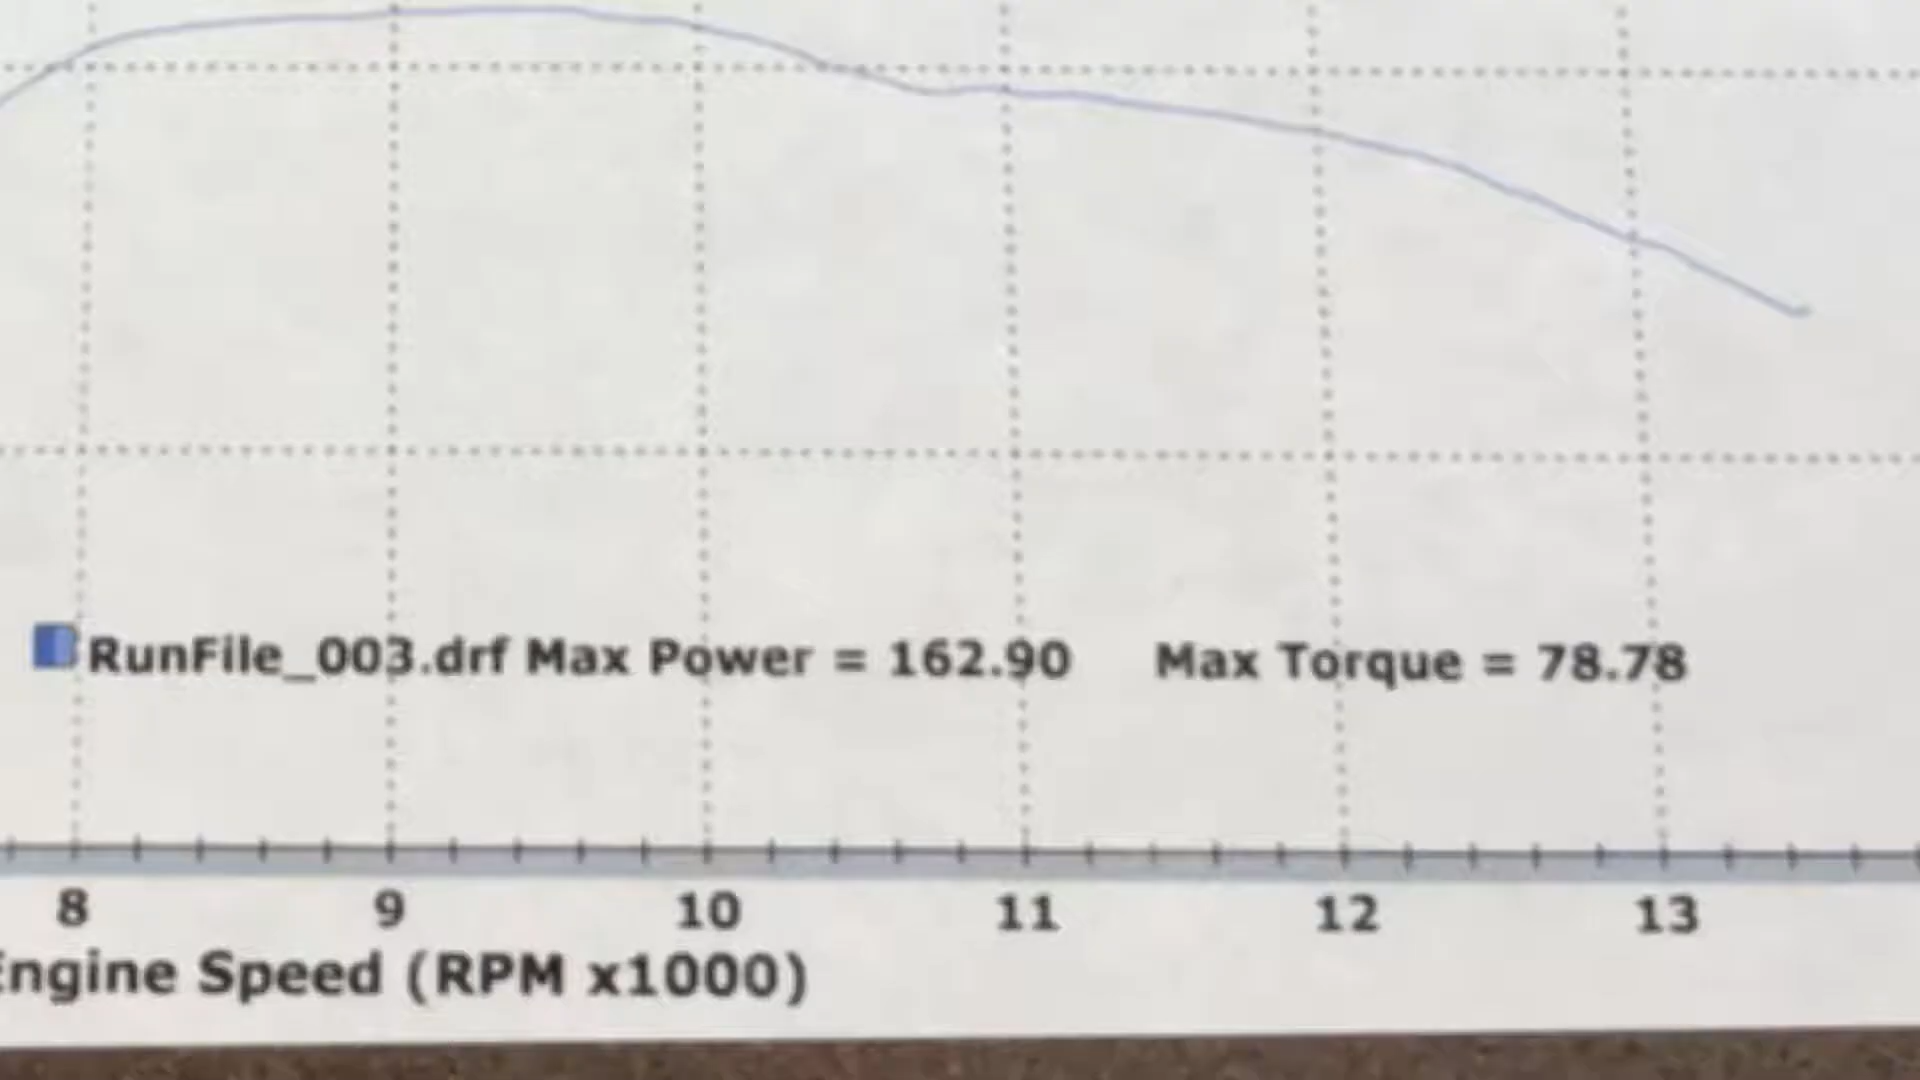 RunFile_003.drf Max Power = 162.90 Max Torque = 78.78
8 9 10 11 12 13
Engine Speed (RPM x1000)